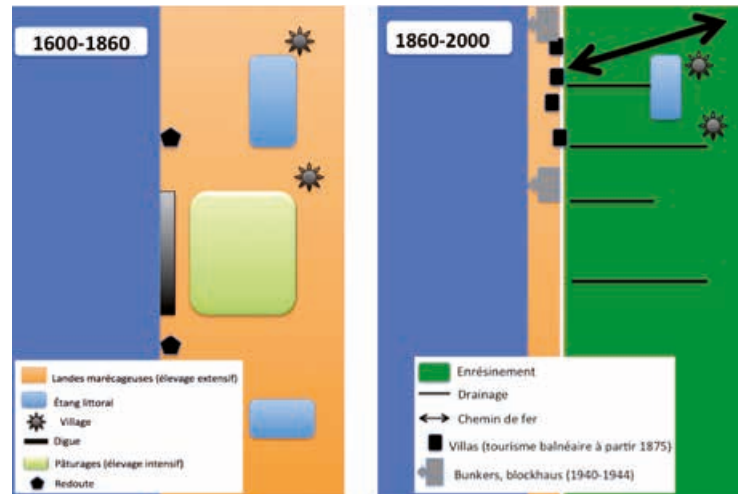 1600-1860
Landes marécageuses (élevage extensif)
Étang littoral
Village
Digue
Pâturages (élevage intensif)
Redoute
1860-2000
Enrésinement
Drainage
Chemin de fer
Villas (tourisme balnéaire à partir 1875)
Bunkers, blockhaus (1940-1944)